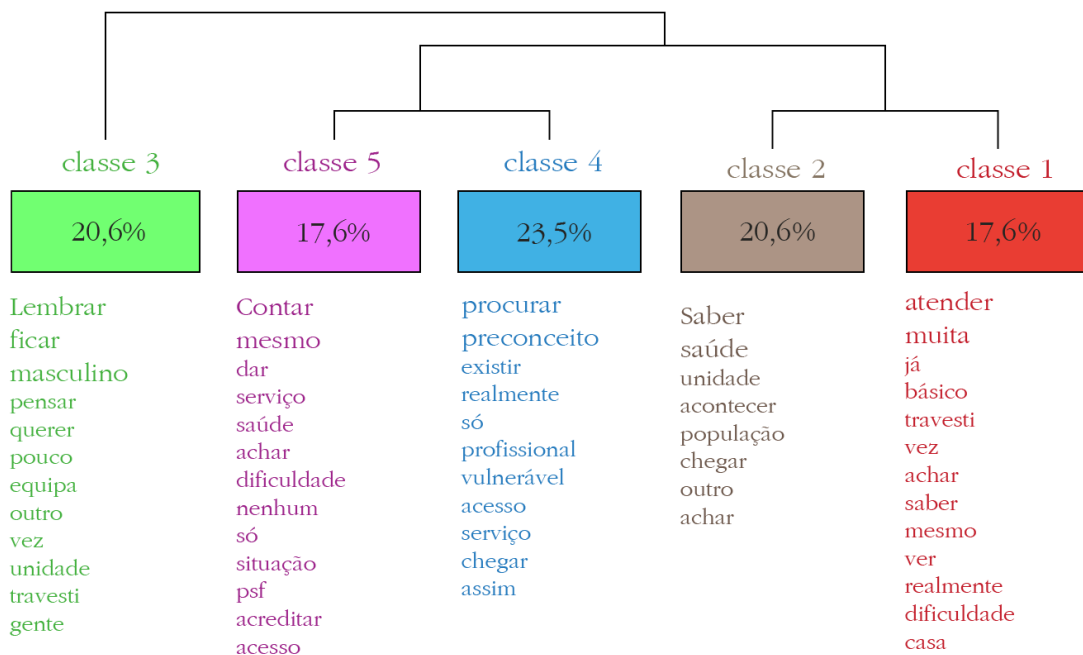 classe 3
20,6%
Lembrar
ficar
masculino
pensar
querer
pouco
equipa
outro
vez
unidade
travesti
gente
classe 5
17,6%
Contar
mesmo
dar
serviço
saúde
achar
dificuldade
nenhum
só
situação
psf
acreditar
acesso
classe 4
23,5%
procurar
preconceito
existir
realmente
só
profissional
vulnerável
acesso
serviço
chegar
assim
classe 2
20,6%
Saber
saúde
unidade
acontecer
população
chegar
outro
achar
classe 1
17,6%
atender
muita
já
básico
travesti
vez
achar
saber
mesmo
ver
realmente
dificuldade
casa